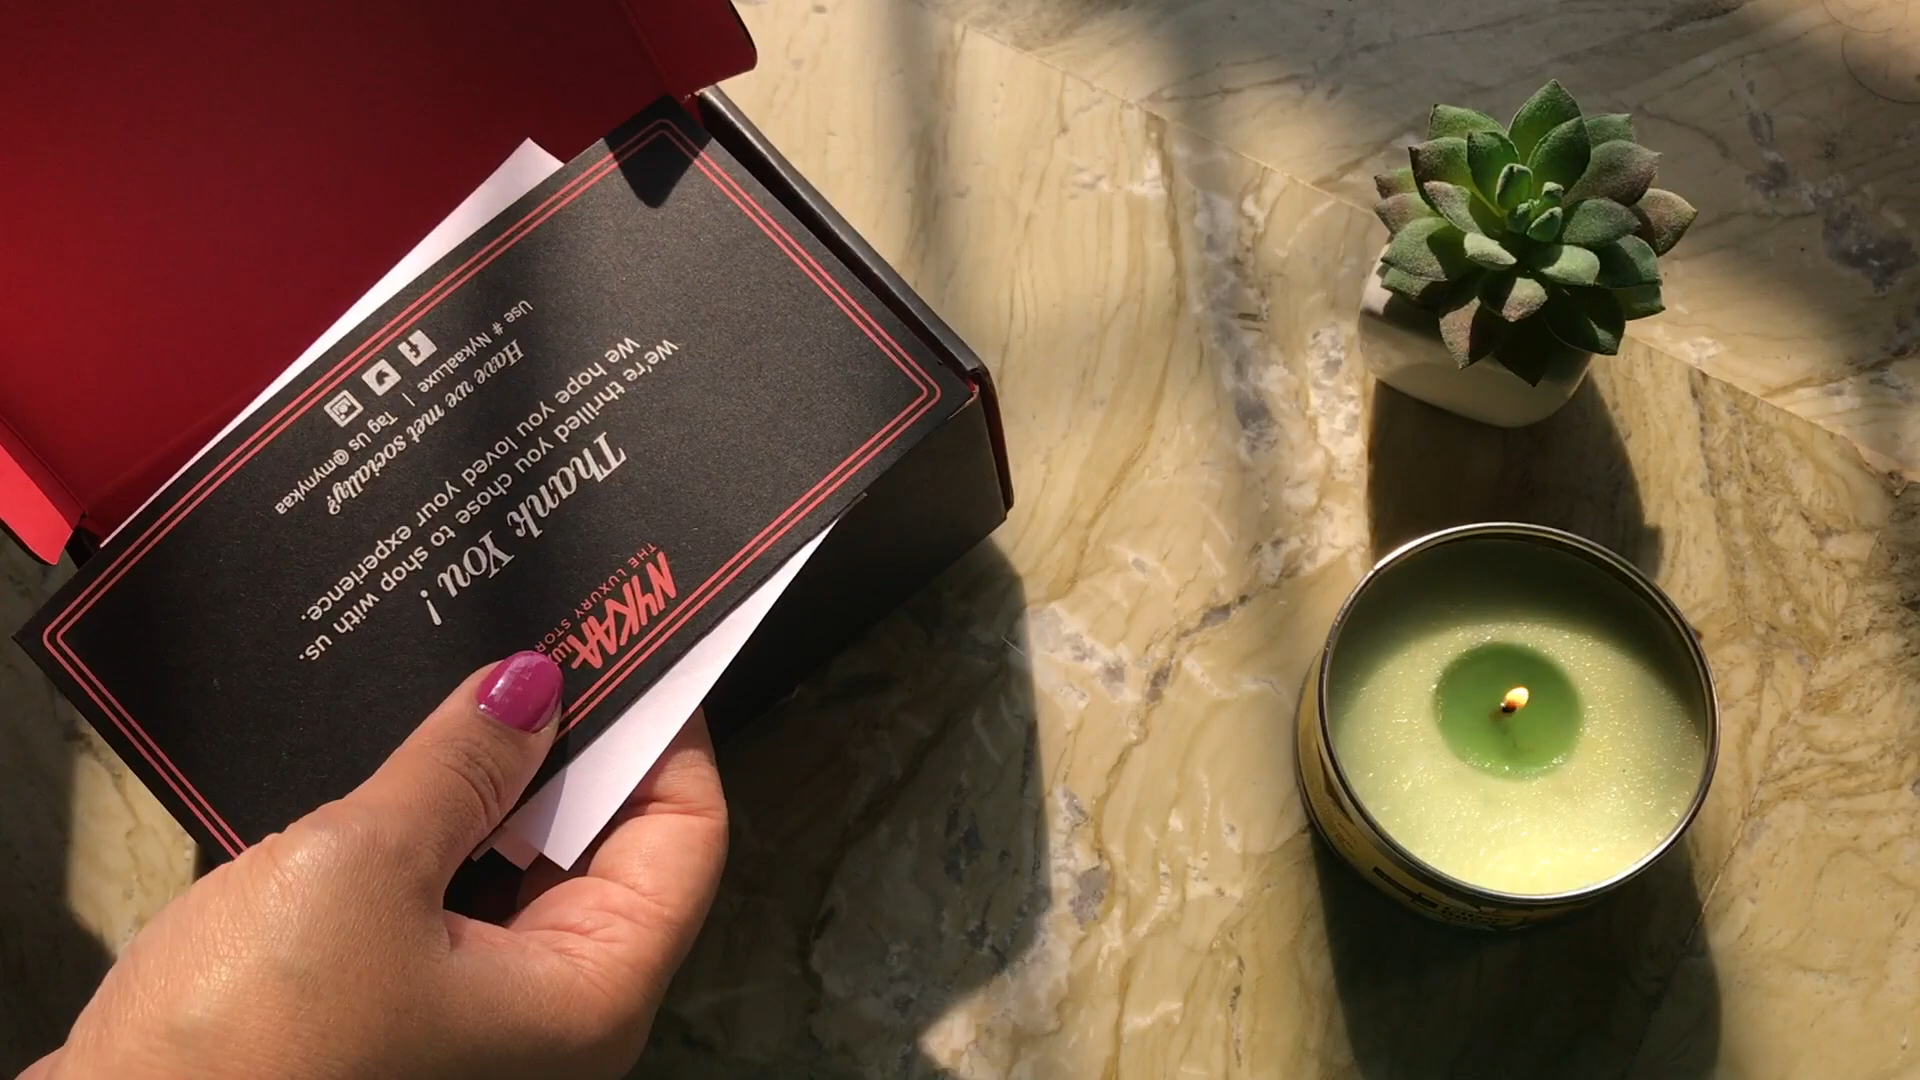 NYKAA
THE LUXURY
Thank You!
We're thrilled you chose to shop with us.
We hope you loved your experience.
Have we met socially?
Use # NykaaLuxe | Tag Us @mynykaa